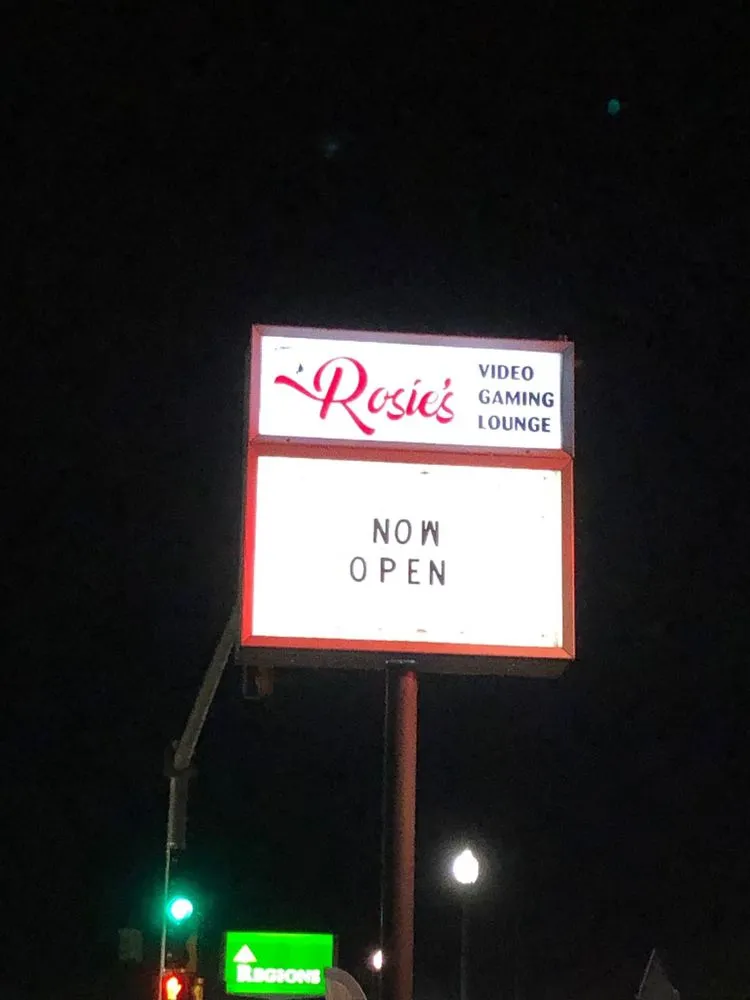 Rosie's
VIDEO
GAMING
LOUNGE
NOW
OPEN
REGIONS